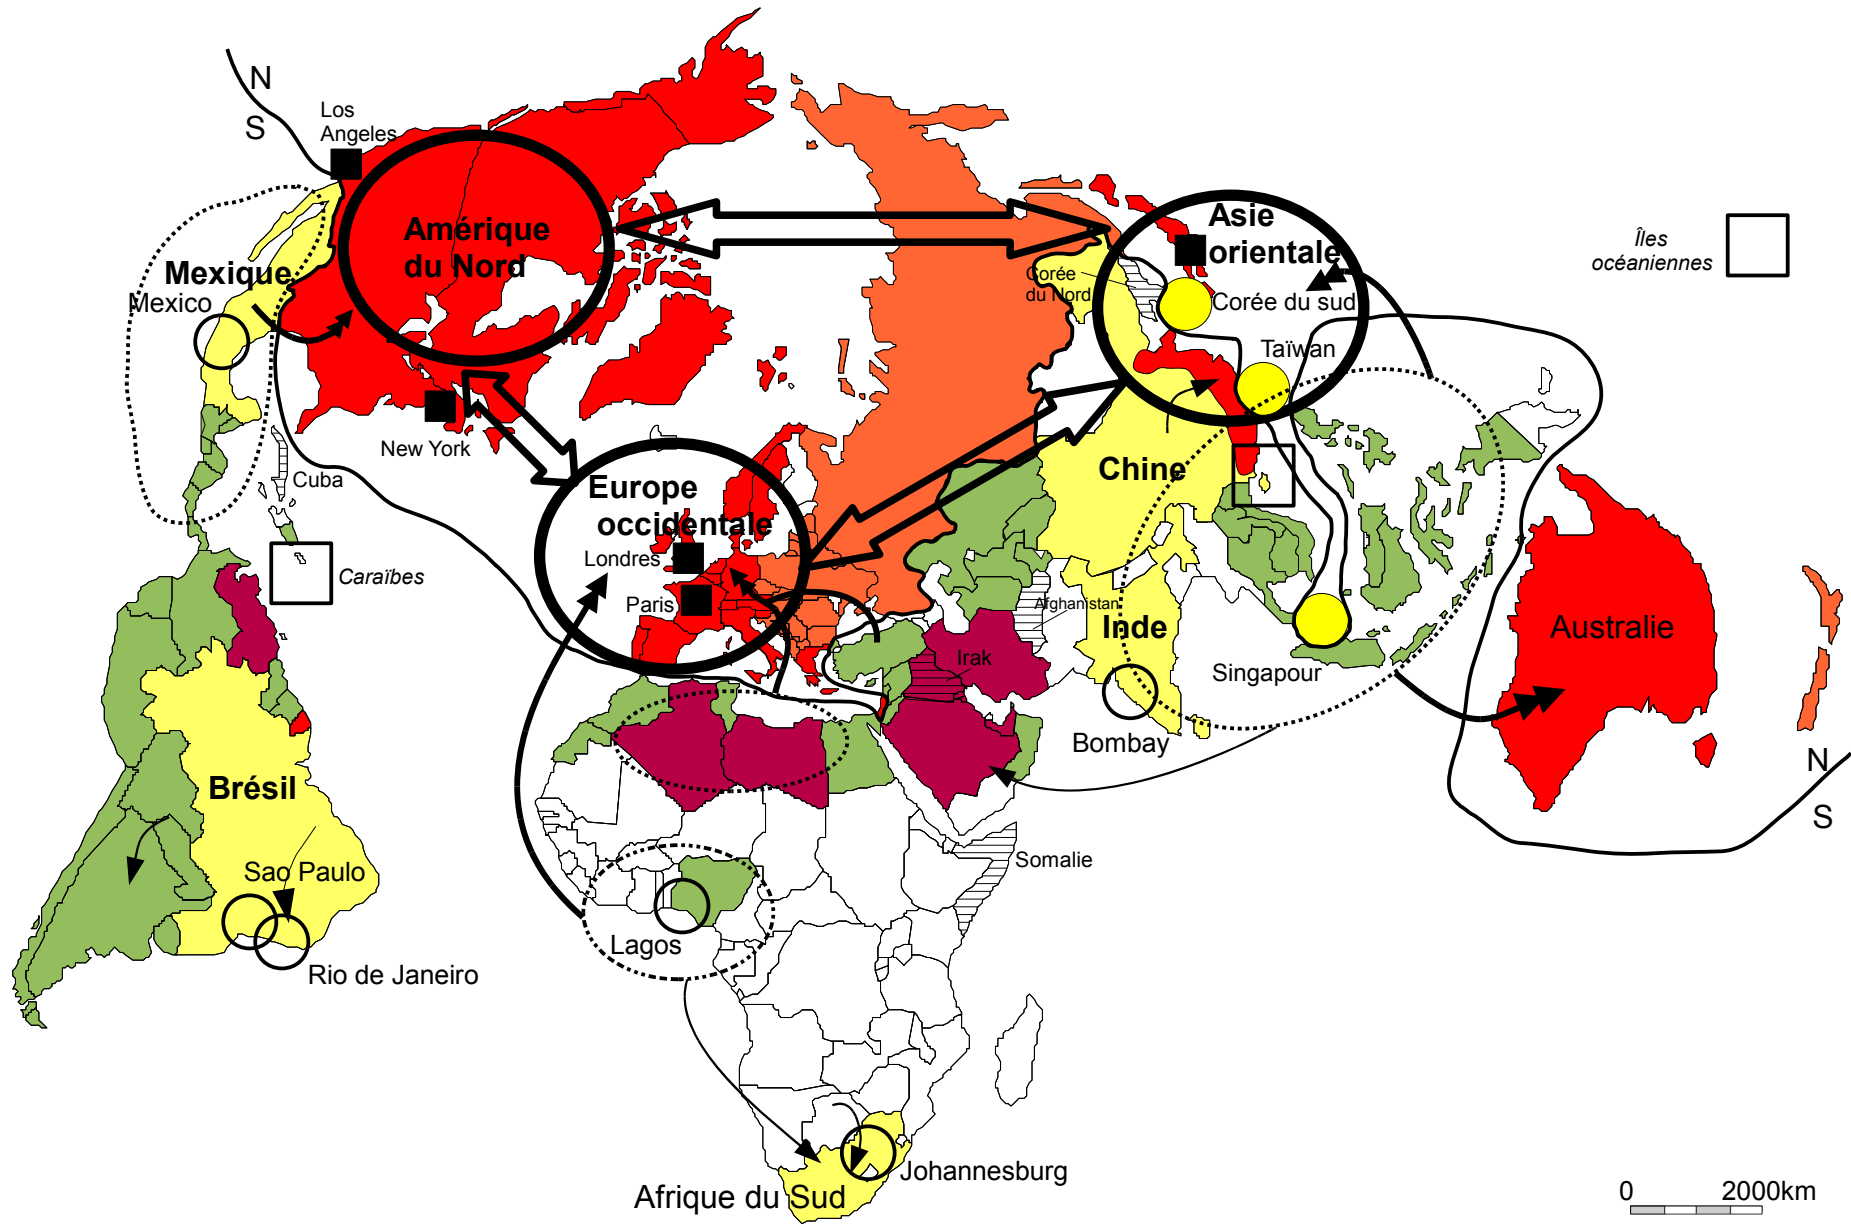 N
S
Los
Angeles
Amérique
du Nord
Asie
orientale
Îles
océaniennes
Mexique
Mexico
Corée
du Nord
Corée du sud
Taïwan
New York
Cuba
Europe
occidentale
Chine
Londres
Caraïbes
Paris
Afghanistan
Inde
Australie
Irak
Singapour
Bombay
N
S
Brésil
Sao Paulo
Somalie
Lagos
Rio de Janeiro
Johannesburg
Afrique du Sud
0 2000km